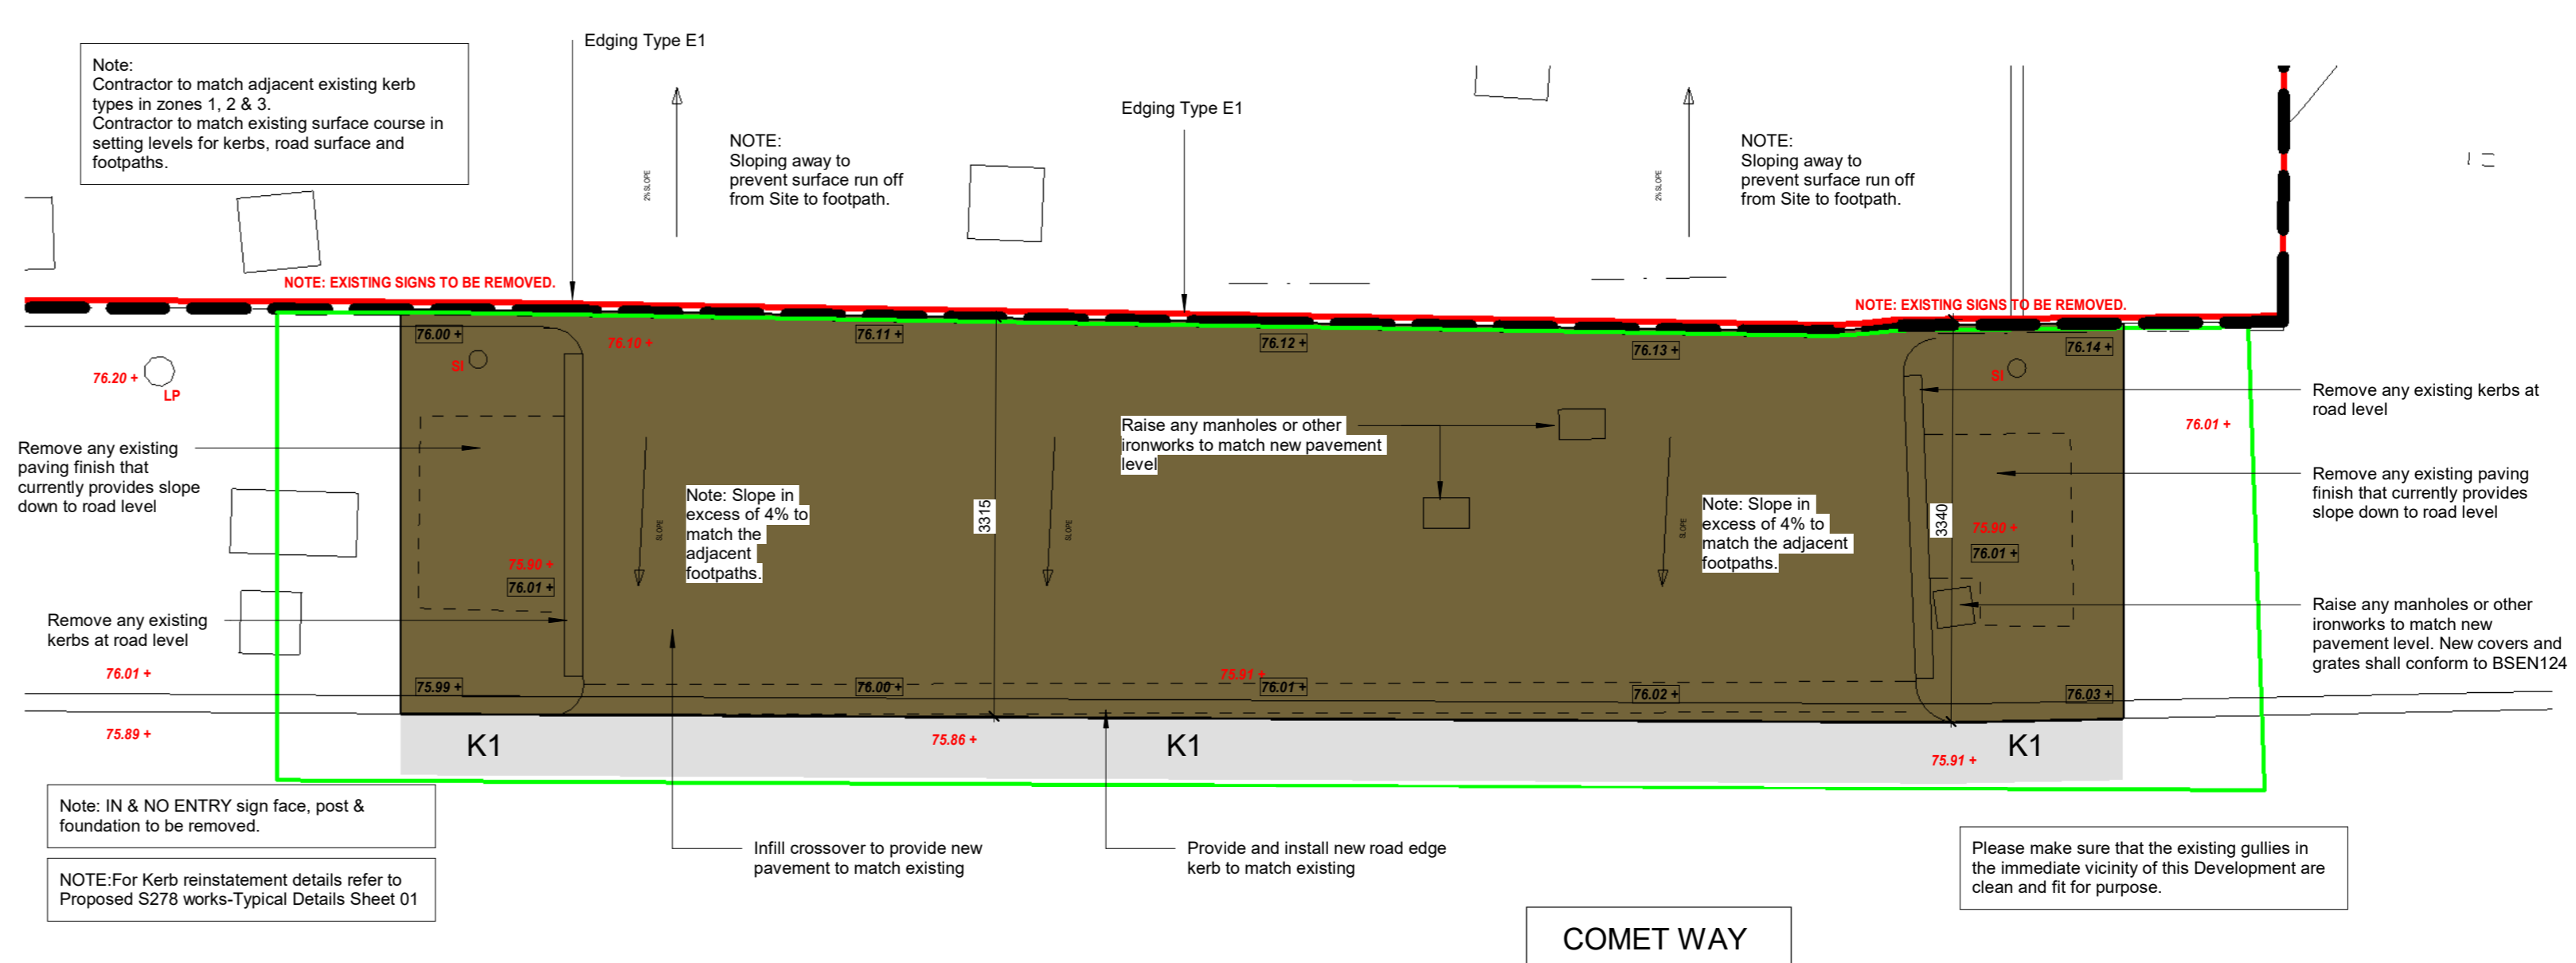 Edging Type E1
Note:
Contractor to match adjacent existing kerb
types in zones 1, 2 & 3.
Contractor to match existing surface course in
setting levels for kerbs, road surface and
footpaths.
Edging Type E1
2% SLOPE
NOTE:
Sloping away to
prevent surface run off
from Site to footpath.
2% SLOPE
NOTE:
Sloping away to
prevent surface run off
from Site to footpath.
NOTE: EXISTING SIGNS TO BE REMOVED.
NOTE: EXISTING SIGNS TO BE REMOVED.
76.00 +
76.10 +
76.11 +
76.12 +
76.13 +
76.14 +
SI
SI
76.20 +
LP
Remove any existing kerbs at
road level
76.01 +
Remove any existing
paving finish that
currently provides slope
down to road level
Raise any manholes or other
ironworks to match new pavement
level
Remove any existing paving
finish that currently provides
slope down to road level
Note: Slope in
excess of 4% to
match the
adjacent
footpaths.
SLOPE
3315
SLOPE
SLOPE
Note: Slope in
excess of 4% to
match the adjacent
footpaths.
3340
75.90 +
76.01 +
75.90 +
76.01 +
Remove any existing
kerbs at road level
Raise any manholes or other
ironworks to match new
pavement level. New covers and
grates shall conform to BSEN124
76.01 +
75.99 +
76.00 +
75.91 +
76.01 +
76.02 +
76.03 +
75.89 +
K1
75.86 +
K1
75.91 +
K1
Note: IN & NO ENTRY sign face, post &
foundation to be removed.
NOTE:For Kerb reinstatement details refer to
Proposed S278 works-Typical Details Sheet 01
Infill crossover to provide new
pavement to match existing
Provide and install new road edge
kerb to match existing
Please make sure that the existing gullies in
the immediate vicinity of this Development are
clean and fit for purpose.
COMET WAY